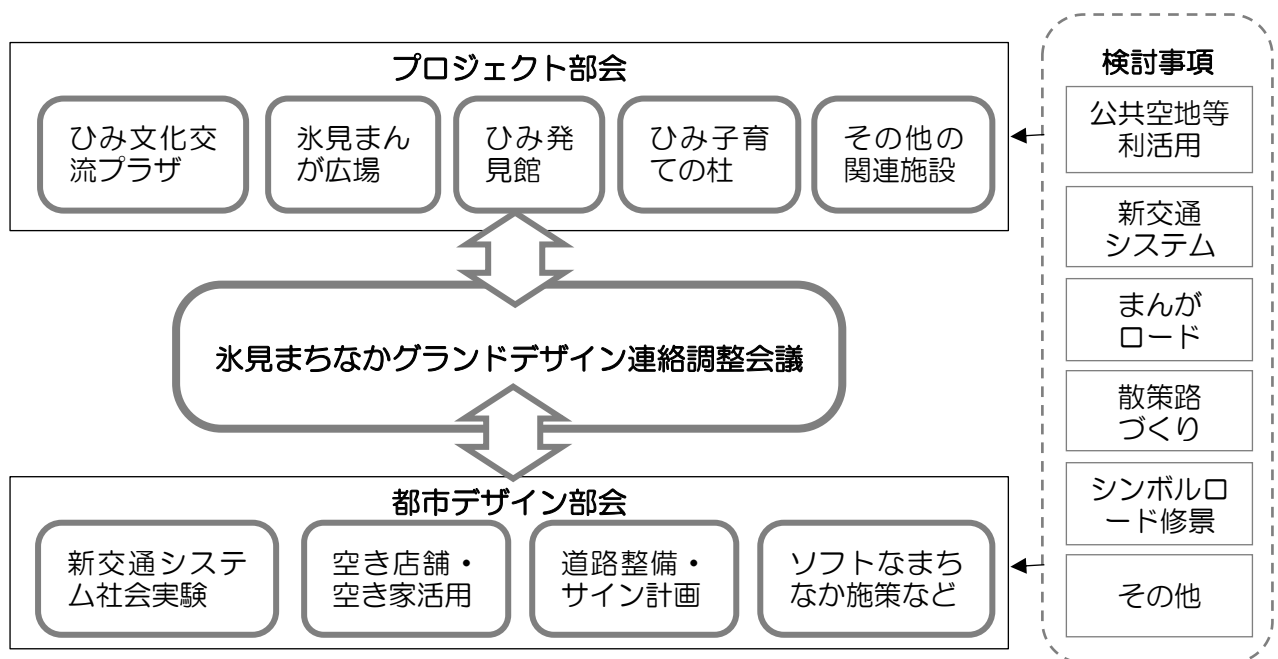 プロジェクト部会
ひみ文化交
流プラザ
氷見まん
が広場
ひみ発
見館
ひみ子育
ての杜
その他の
関連施設
氷見まちなかグランドデザイン連絡調整会議
都市デザイン部会
新交通システ
ム社会実験
空き店舗・
空き家活用
道路整備・
サイン計画
ソフトなまち
なか施策など
検討事項
公共空地等
利活用
新交通
システム
まんが
ロード
散策路
づくり
シンボルロ
ード修景
その他